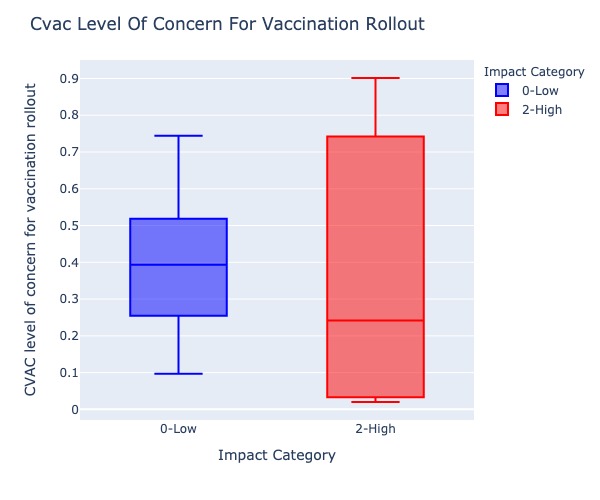 Cvac Level Of Concern For Vaccination Rollout
CVAC level of concern for vaccination rollout
0.9
0.8
0.7
0.6
0.5
0.4
0.3
0.2
0.1
0
0-Low
2-High
Impact Category
Impact Category
0-Low
2-High